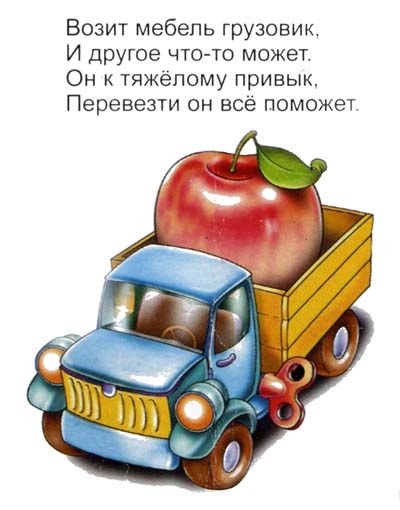 Возит мебель грузовик,
И другое что-то может.
Он к тяжёлому привык,
Перевезти он всё поможет.